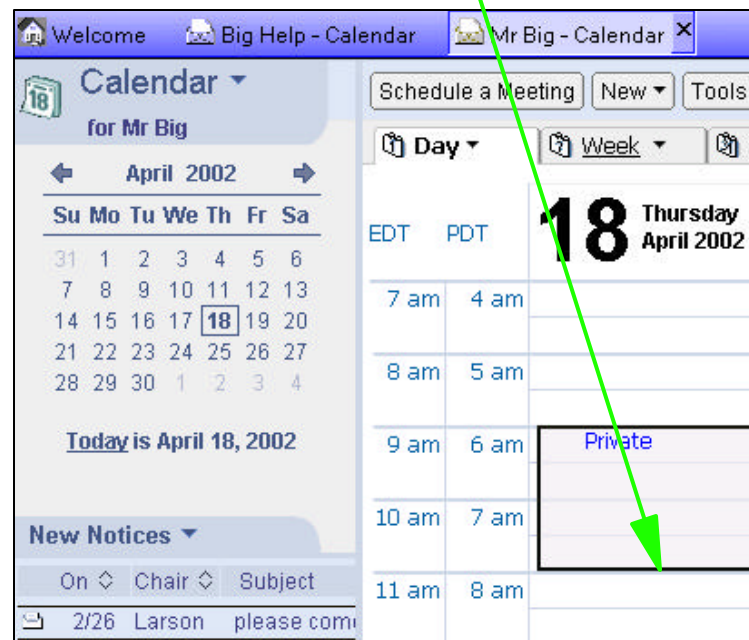 Welcome Big Help - Calendar Mr Big - Calendar
Calendar
18
for Mr Big
April 2002
Su Mo Tu We Th Fr Sa
31 1 2 3 4 5 6
7 8 9 10 11 12 13
14 15 16 17 18 19 20
21 22 23 24 25 26 27
28 29 30 1 2 3 4
Today is April 18, 2002
New Notices
On Chair Subject
2/26 Larson please com
Schedule a Meeting New Tools
Day Week
EDT PDT 18 Thursday
April 2002
7 am 4 am
8 am 5 am
9 am 6 am Private
10 am 7 am
11 am 8 am